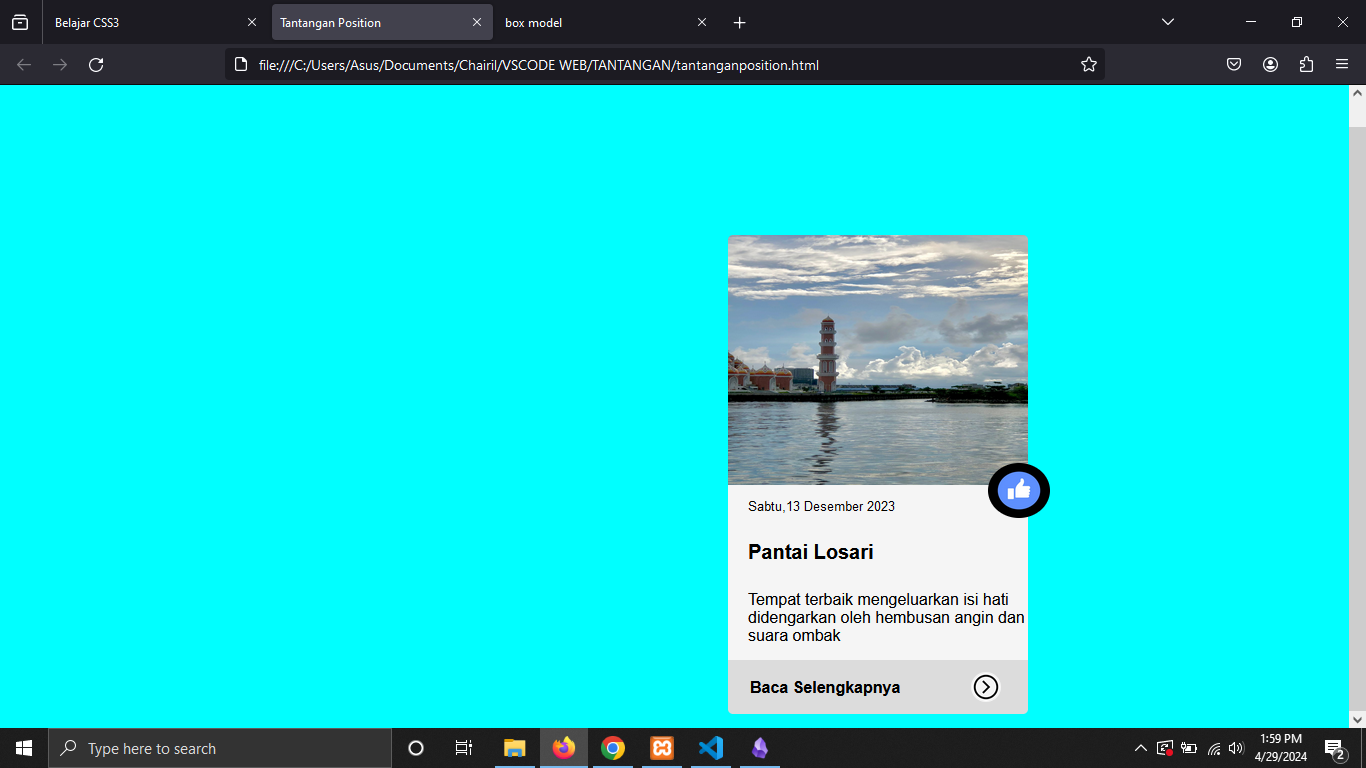 Belajar CSS3
Tantangan Position
box model
file:///C:/Users/Asus/Documents/Chairil/VSCODE WEB/TANTANGAN/tantanganposition.html
Sabtu,13 Desember 2023
Pantai Losari
Tempat terbaik mengeluarkan isi hati
didengarkan oleh hembusan angin dan
suara ombak
Baca Selengkapnya
Type here to search
1:59 PM
4/29/2024
2